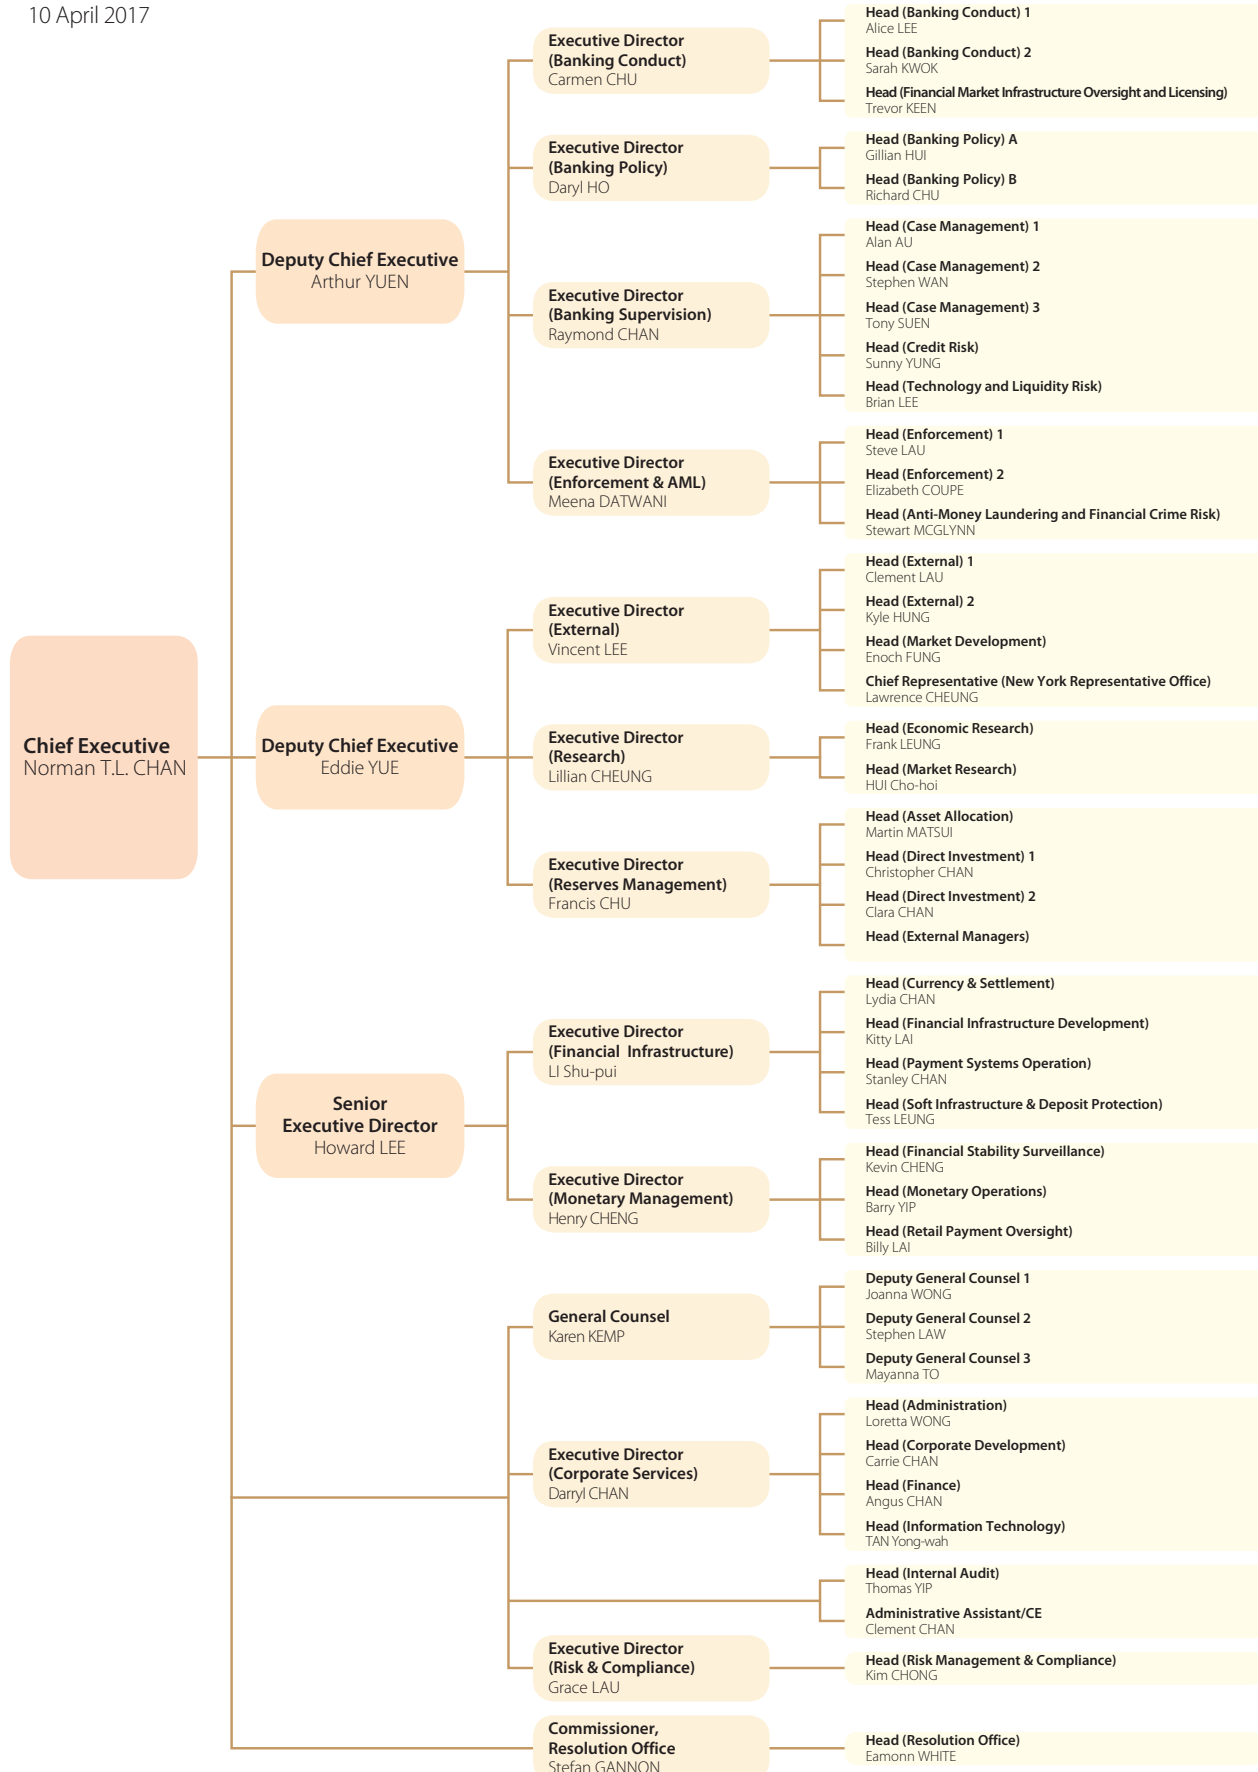 10 April 2017
Chief Executive
Norman T.L. CHAN
Deputy Chief Executive
Arthur YUEN
Executive Director
(Banking Conduct)
Carmen CHU
Head (Banking Conduct) 1
Alice LEE
Head (Banking Conduct) 2
Sarah KWOK
Head (Financial Market Infrastructure Oversight and Licensing)
Trevor KEEN
Executive Director
(Banking Policy)
Daryl HO
Head (Banking Policy) A
Gillian HUI
Head (Banking Policy) B
Richard CHU
Executive Director
(Banking Supervision)
Raymond CHAN
Head (Case Management) 1
Alan AU
Head (Case Management) 2
Stephen WAN
Head (Case Management) 3
Tony SUEN
Head (Credit Risk)
Sunny YUNG
Head (Technology and Liquidity Risk)
Brian LEE
Executive Director
(Enforcement & AML)
Meena DATWANI
Head (Enforcement) 1
Steve LAU
Head (Enforcement) 2
Elizabeth COUPE
Head (Anti-Money Laundering and Financial Crime Risk)
Stewart MCGLYNN
Deputy Chief Executive
Eddie YUE
Executive Director
(External)
Vincent LEE
Head (External) 1
Clement LAU
Head (External) 2
Kyle HUNG
Head (Market Development)
Enoch FUNG
Chief Representative (New York Representative Office)
Lawrence CHEUNG
Executive Director
(Research)
Lillian CHEUNG
Head (Economic Research)
Frank LEUNG
Head (Market Research)
HUI Cho-hoi
Executive Director
(Reserves Management)
Francis CHU
Head (Asset Allocation)
Martin MATSUI
Head (Direct Investment) 1
Christopher CHAN
Head (Direct Investment) 2
Clara CHAN
Head (External Managers)
Senior
Executive Director
Howard LEE
Executive Director
(Financial Infrastructure)
LI Shu-pui
Head (Currency & Settlement)
Lydia CHAN
Head (Financial Infrastructure Development)
Kitty LAI
Head (Payment Systems Operation)
Stanley CHAN
Head (Soft Infrastructure & Deposit Protection)
Tess LEUNG
Executive Director
(Monetary Management)
Henry CHENG
Head (Financial Stability Surveillance)
Kevin CHENG
Head (Monetary Operations)
Barry YIP
Head (Retail Payment Oversight)
Billy LAI
General Counsel
Karen KEMP
Deputy General Counsel 1
Joanna WONG
Deputy General Counsel 2
Stephen LAW
Deputy General Counsel 3
Mayanna TO
Executive Director
(Corporate Services)
Darryl CHAN
Head (Administration)
Loretta WONG
Head (Corporate Development)
Carrie CHAN
Head (Finance)
Angus CHAN
Head (Information Technology)
TAN Yong-wah
Head (Internal Audit)
Thomas YIP
Administrative Assistant/CE
Clement CHAN
Executive Director
(Risk & Compliance)
Grace LAU
Head (Risk Management & Compliance)
Kim CHONG
Commissioner,
Resolution Office
Stefan GANNON
Head (Resolution Office)
Eamonn WHITE